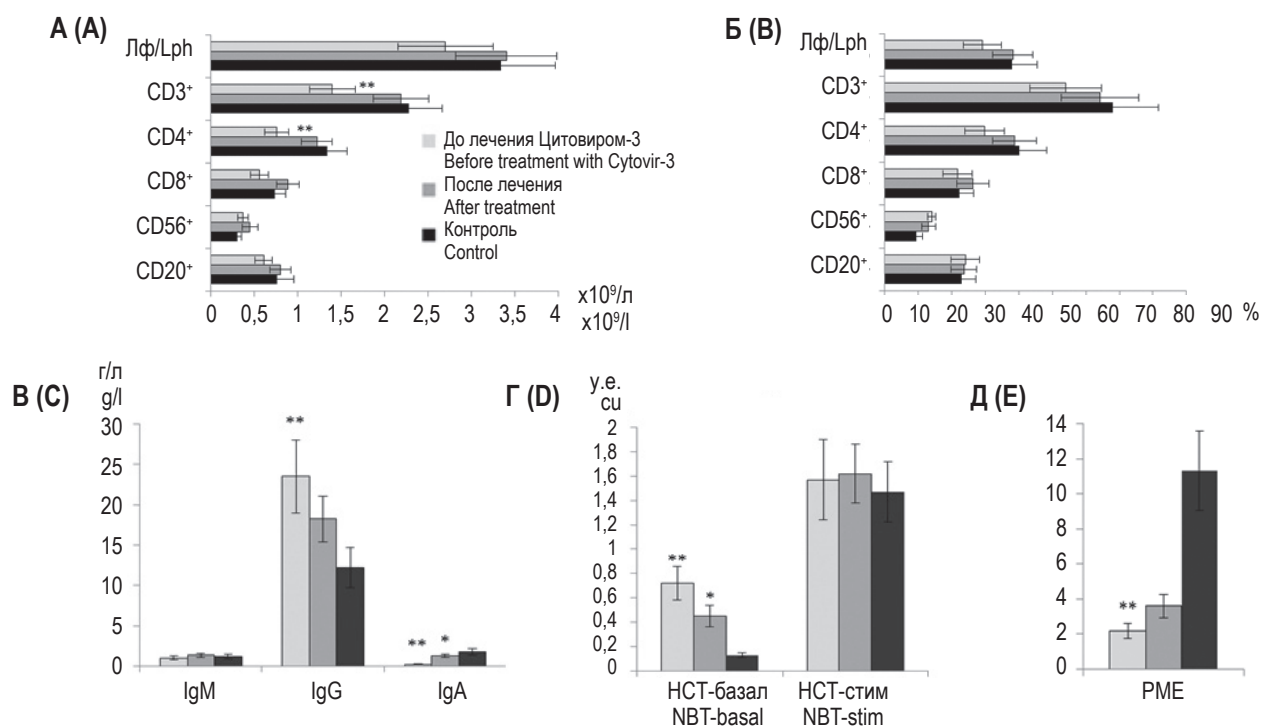 А (A)
Лф/Lph
CD3⁺
**
CD4⁺
**
CD8⁺
CD56⁺
CD20⁺
До лечения Цитовиром-3
Before treatment with Cytovir-3
После лечения
After treatment
Контроль
Control
0 0,5 1 1,5 2 2,5 3 3,5 4
x10⁹/л
x10⁹/l
Б (B)
Лф/Lph
CD3⁺
CD4⁺
CD8⁺
CD56⁺
CD20⁺
0 10 20 30 40 50 60 70 80 90 %
В (C)
г/л
g/l
30
25
20
15
10
5
0
**
** *
IgM IgG IgA
Г (D)
у.е.
cu
2
1,8
1,6
1,4
1,2
1
0,8
0,6
0,4
0,2
0
**
*
НСТ-базал НСТ-стим
NBT-basal NBT-stim
Д (E)
14
12
10
8
6
4
2
0
**
PME